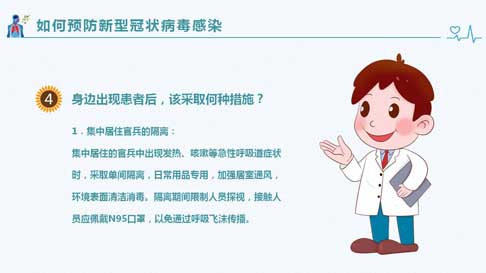 如何预防新型冠状病毒感染
4 身边出现患者后，该采取何种措施？
1．集中居住官兵的隔离：
集中居住的官兵中出现发热、咳嗽等急性呼吸道症状
时，采取单间隔离，日常用品专用，加强居室通风，
环境表面清洁消毒。隔离期间限制人员探视，接触人
员应佩戴N95口罩，以免通过呼吸飞沫传播。